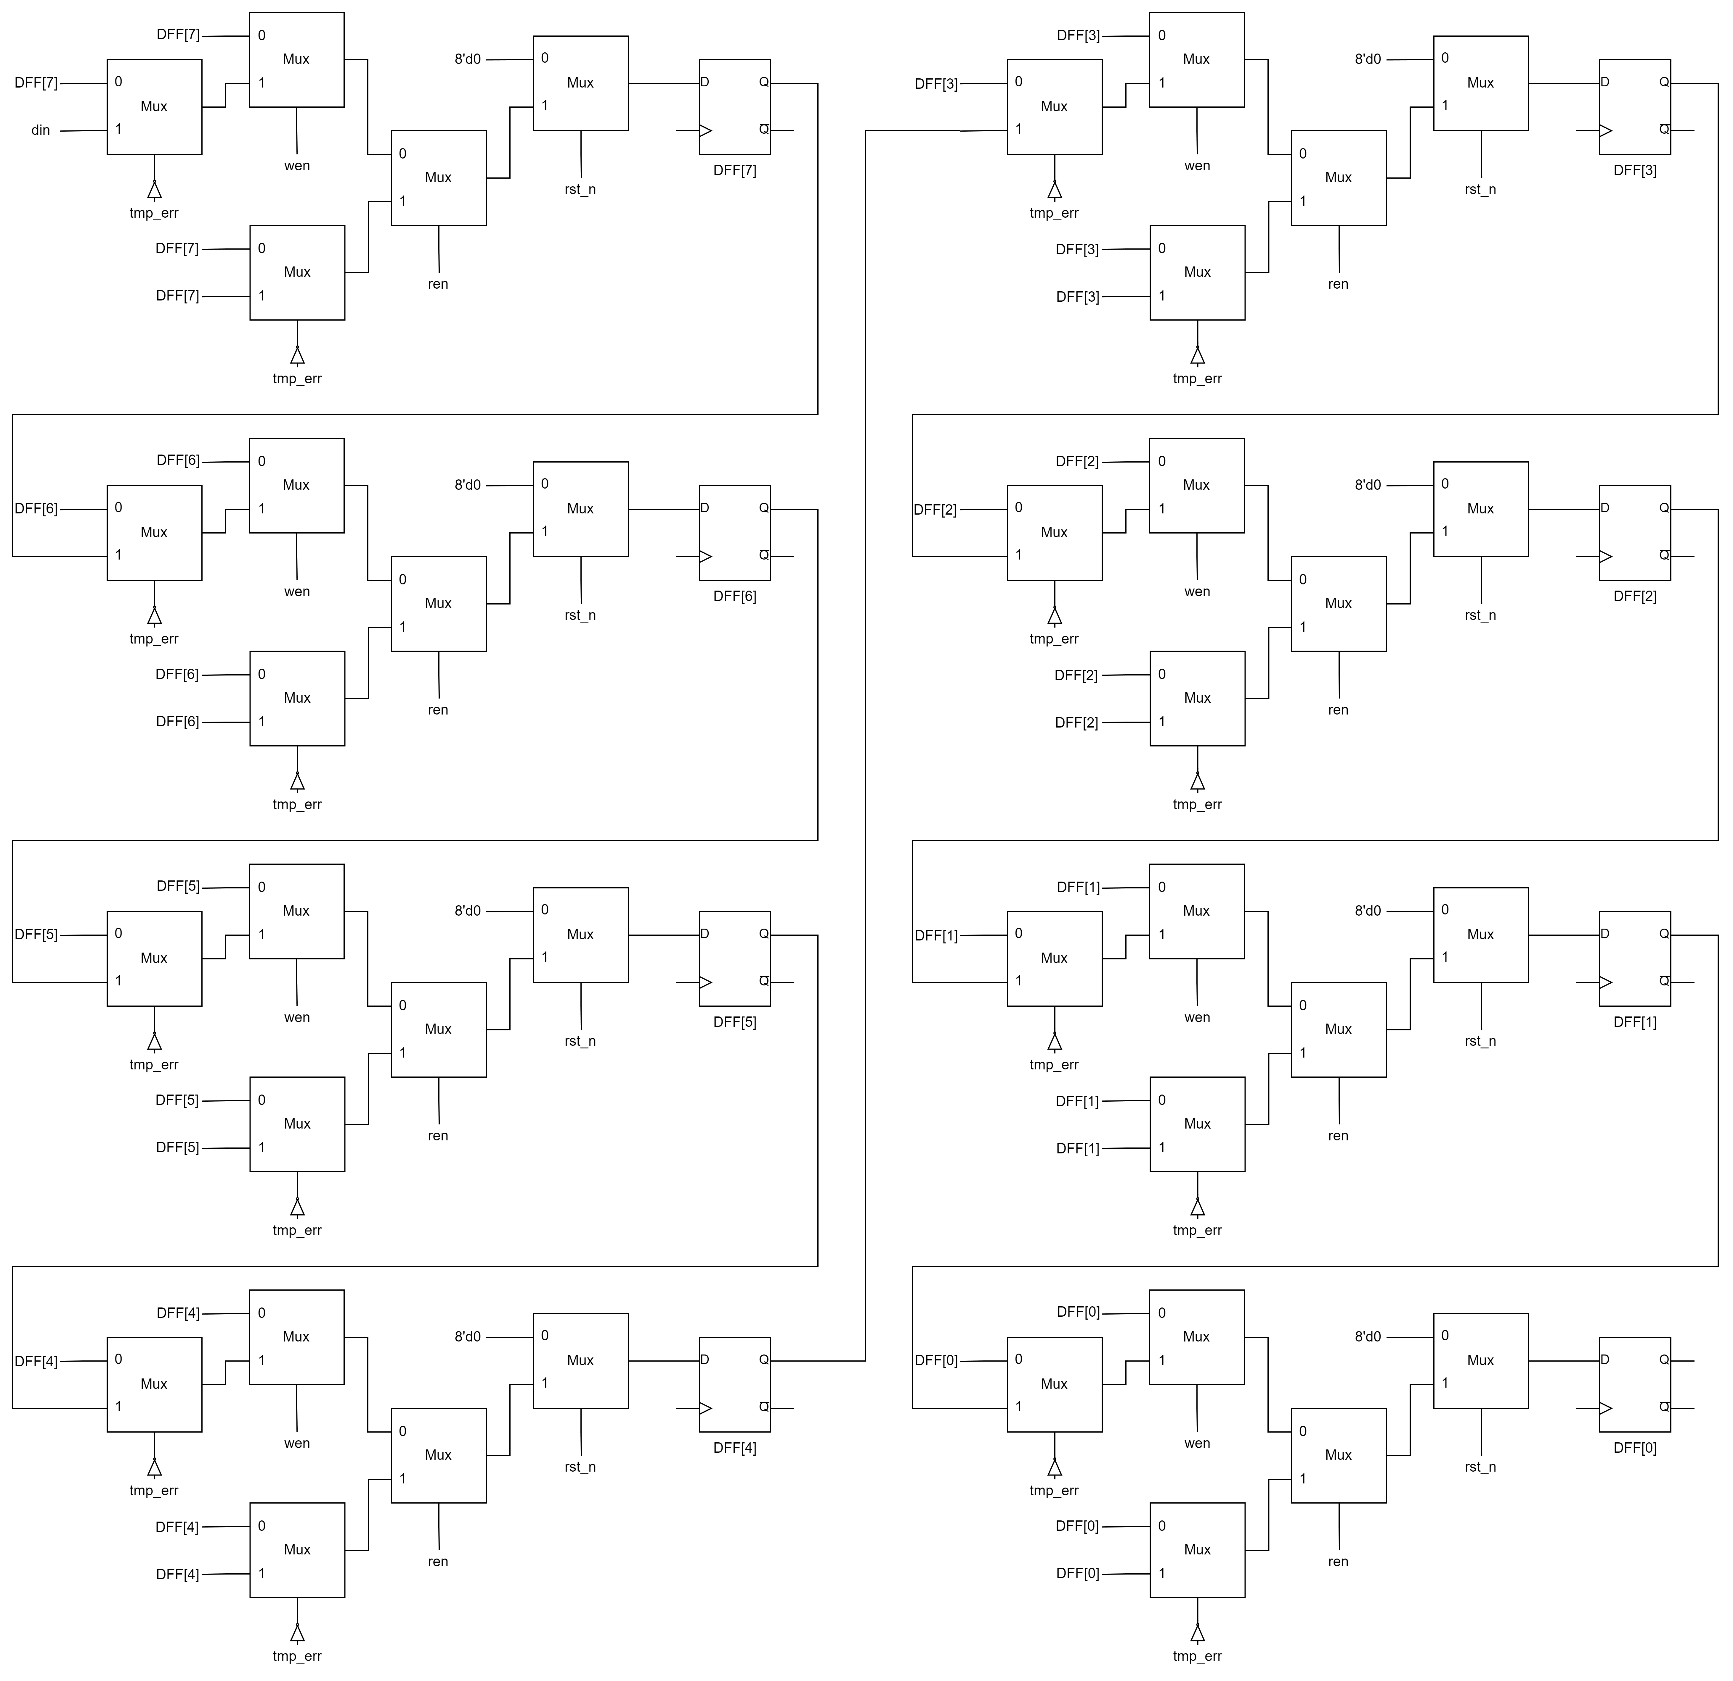 DFF[7]
0
Mux
1
wen
DFF[7]
0
Mux
din
1
tmp_err
8'd0
0
Mux
1
rst_n
D
Q
Q
DFF[7]
0
Mux
1
ren
DFF[7]
0
Mux
DFF[7]
1
tmp_err
DFF[6]
0
Mux
1
wen
DFF[6]
0
Mux
1
tmp_err
8'd0
0
Mux
1
rst_n
D
Q
Q
DFF[6]
0
Mux
1
ren
DFF[6]
0
Mux
DFF[6]
1
tmp_err
DFF[5]
0
Mux
1
wen
DFF[5]
0
Mux
1
tmp_err
8'd0
0
Mux
1
rst_n
D
Q
Q
DFF[5]
0
Mux
1
ren
DFF[5]
0
Mux
DFF[5]
1
tmp_err
DFF[4]
0
Mux
1
wen
DFF[4]
0
Mux
1
tmp_err
8'd0
0
Mux
1
rst_n
D
Q
Q
DFF[4]
0
Mux
1
ren
DFF[4]
0
Mux
DFF[4]
1
tmp_err
DFF[3]
0
Mux
1
wen
DFF[3]
0
Mux
1
tmp_err
8'd0
0
Mux
1
rst_n
D
Q
Q
DFF[3]
0
Mux
1
ren
DFF[3]
0
Mux
DFF[3]
1
tmp_err
DFF[2]
0
Mux
1
wen
DFF[2]
0
Mux
1
tmp_err
8'd0
0
Mux
1
rst_n
D
Q
Q
DFF[2]
0
Mux
1
ren
DFF[2]
0
Mux
DFF[2]
1
tmp_err
DFF[1]
0
Mux
1
wen
DFF[1]
0
Mux
1
tmp_err
8'd0
0
Mux
1
rst_n
D
Q
Q
DFF[1]
0
Mux
1
ren
DFF[1]
0
Mux
DFF[1]
1
tmp_err
DFF[0]
0
Mux
1
wen
DFF[0]
0
Mux
1
tmp_err
8'd0
0
Mux
1
rst_n
D
Q
Q
DFF[0]
0
Mux
1
ren
DFF[0]
0
Mux
DFF[0]
1
tmp_err